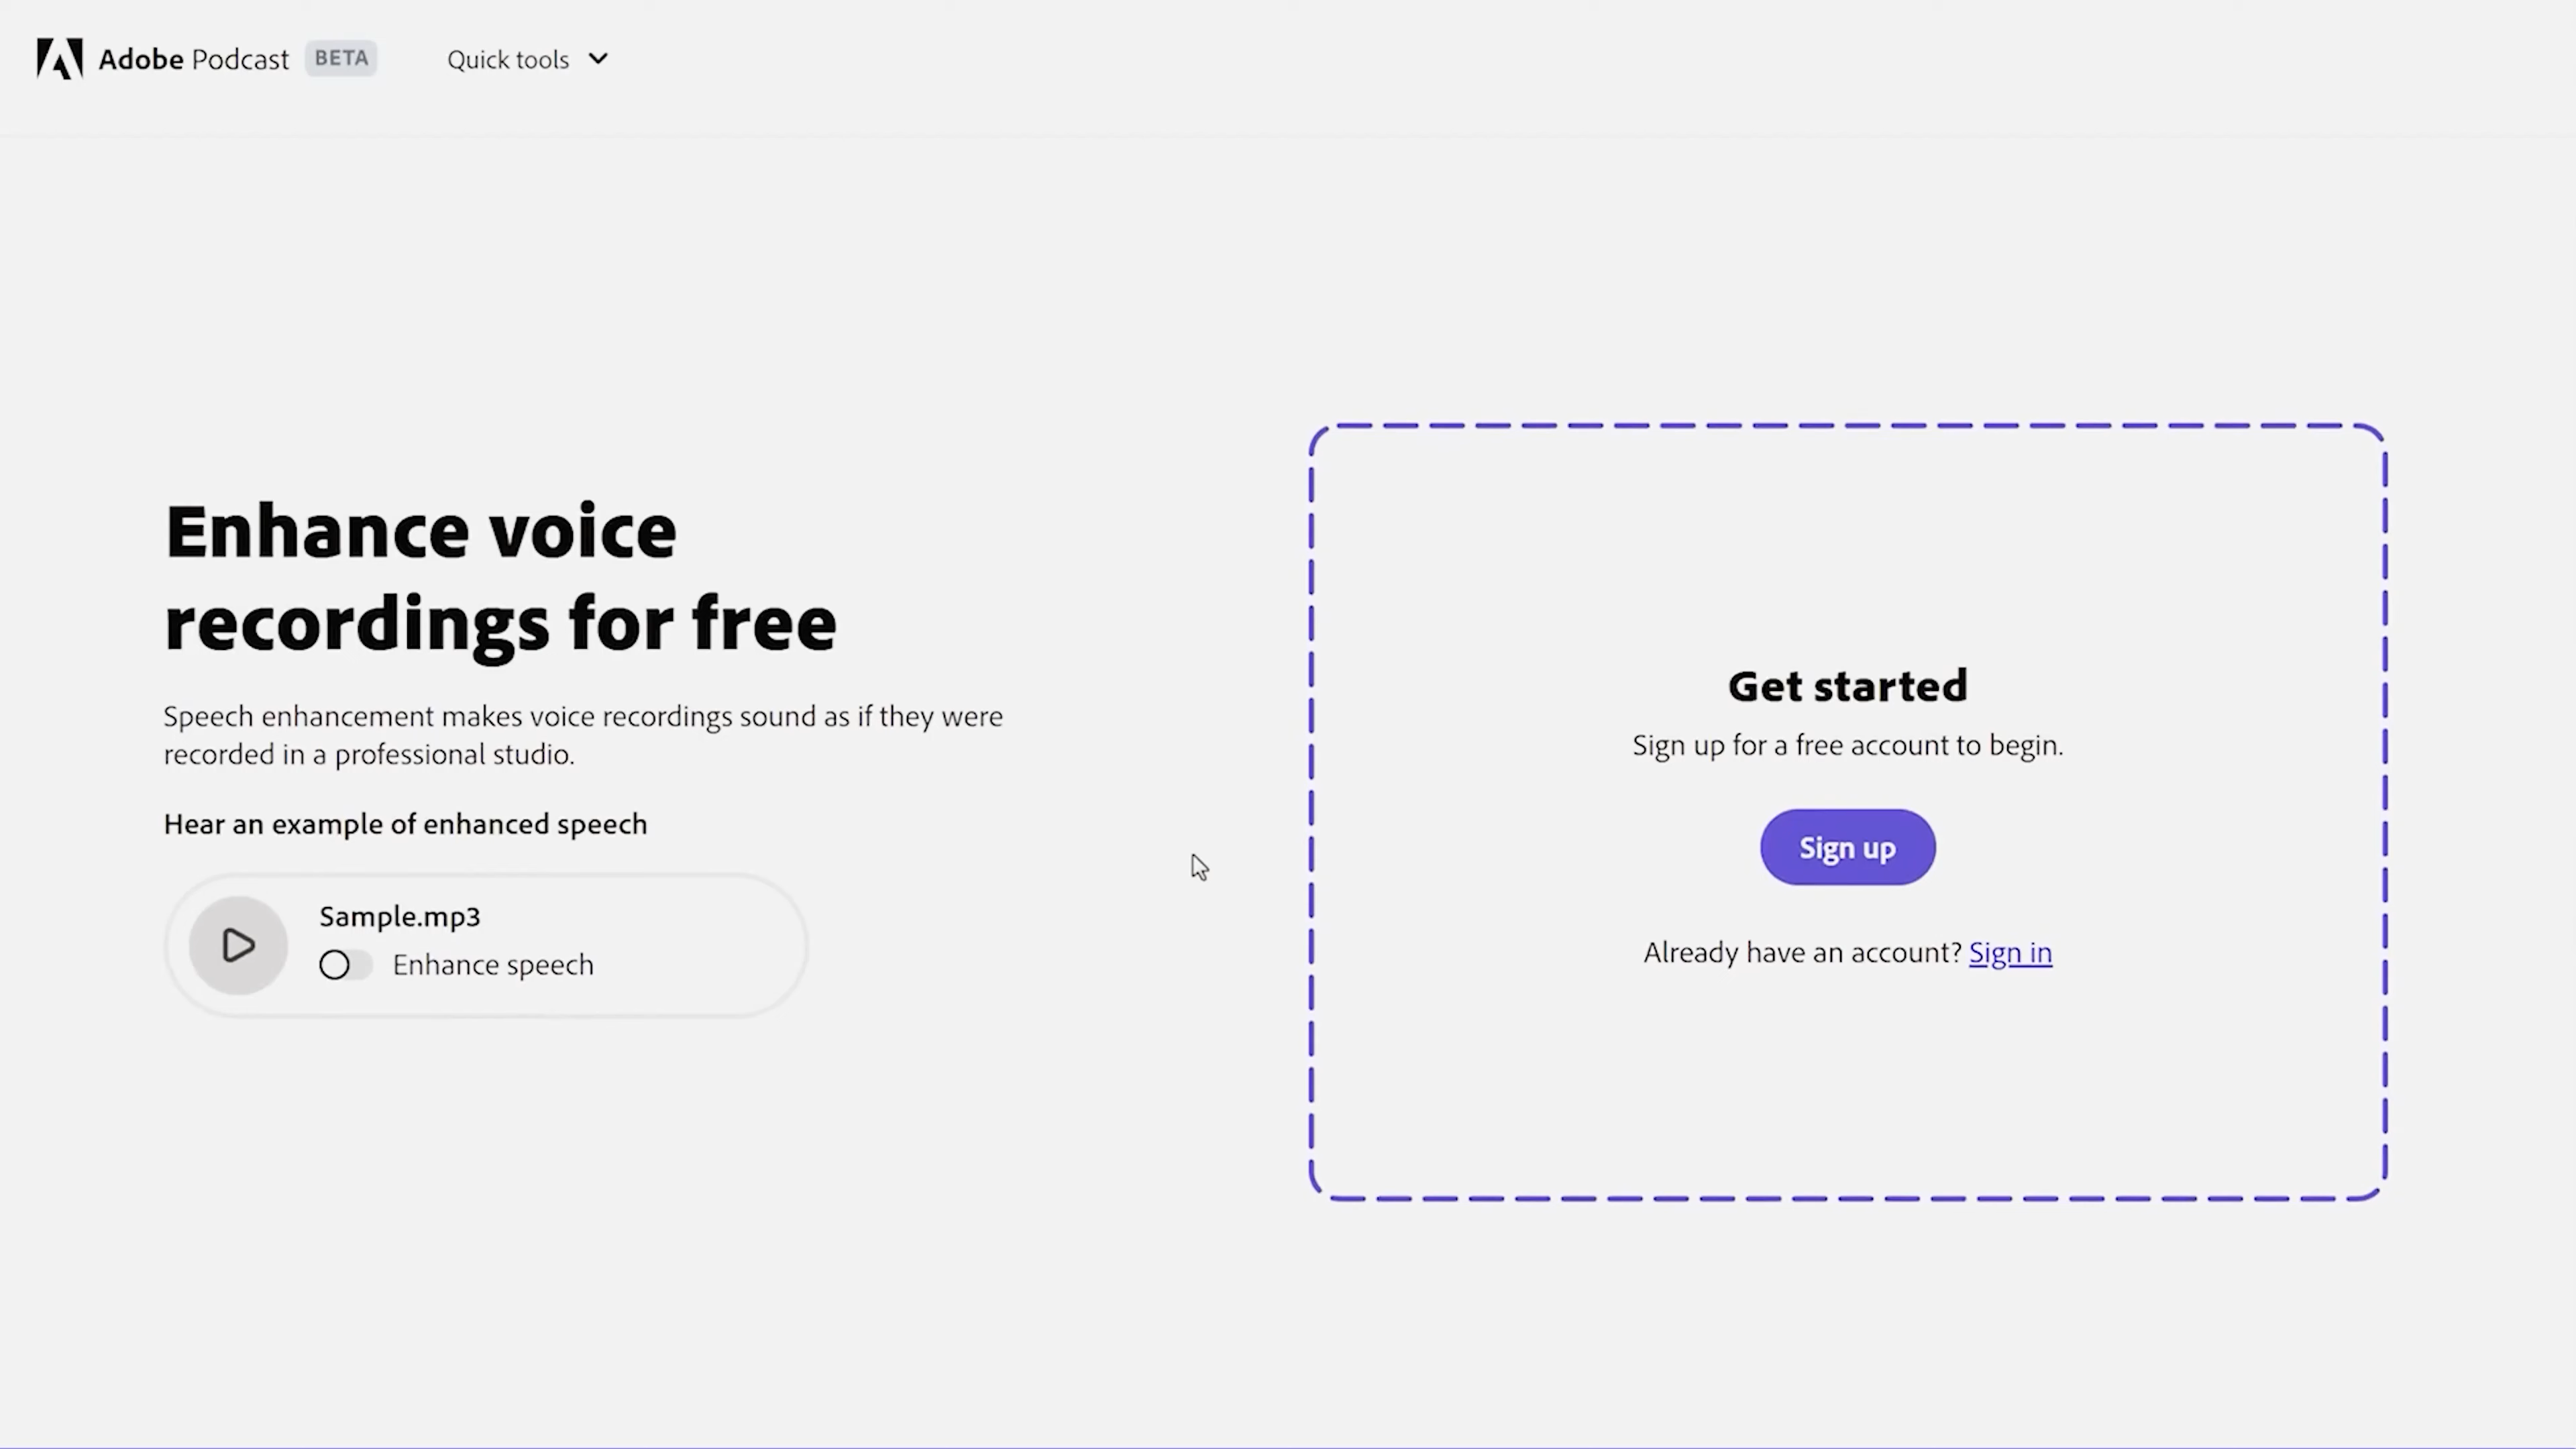 Adobe Podcast BETA Quick tools
Enhance voice
recordings for free
Speech enhancement makes voice recordings sound as if they were
recorded in a professional studio.
Hear an example of enhanced speech
Sample.mp3
Enhance speech
Get started
Sign up for a free account to begin.
Sign up
Already have an account? Sign in